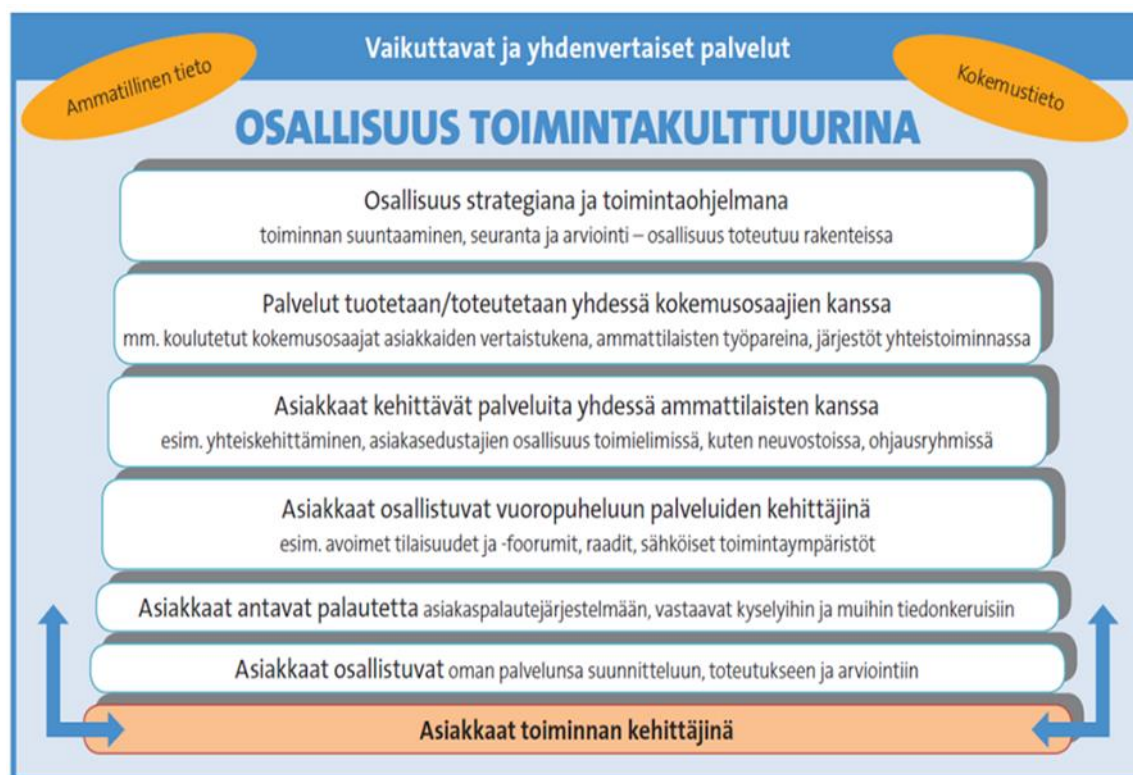 Vaikuttavat ja yhdenvertaiset palvelut
Ammatillinen tieto
Kokemustieto
OSALLISUUS TOIMINTAKULTTUURINA
Osallisuus strategiana ja toimintaohjelmana
toiminnan suuntaaminen, seuranta ja arviointi – osallisuus toteutuu rakenteissa
Palvelut tuotetaan/toteutetaan yhdessä kokemusosaajien kanssa
mm. koulutetut kokemusosaajat asiakkaiden vertaistukena, ammattilaisten työpareina, järjestöt yhteistoiminnassa
Asiakkaat kehittävät palveluita yhdessä ammattilaisten kanssa
esim. yhteiskehittäminen, asiakasedustajien osallisuus toimielimissä, kuten neuvostoissa, ohjausryhmissä
Asiakkaat osallistuvat vuoropuheluun palveluiden kehittäjinä
esim. avoimet tilaisuudet ja -foorumit, raadit, sähköiset toimintaympäristöt
Asiakkaat antavat palautetta asiakaspalautejärjestelmään, vastaavat kyselyihin ja muihin tiedonkeruisiin
Asiakkaat osallistuvat oman palvelunsa suunnitteluun, toteutukseen ja arviointiin
Asiakkaat toiminnan kehittäjinä